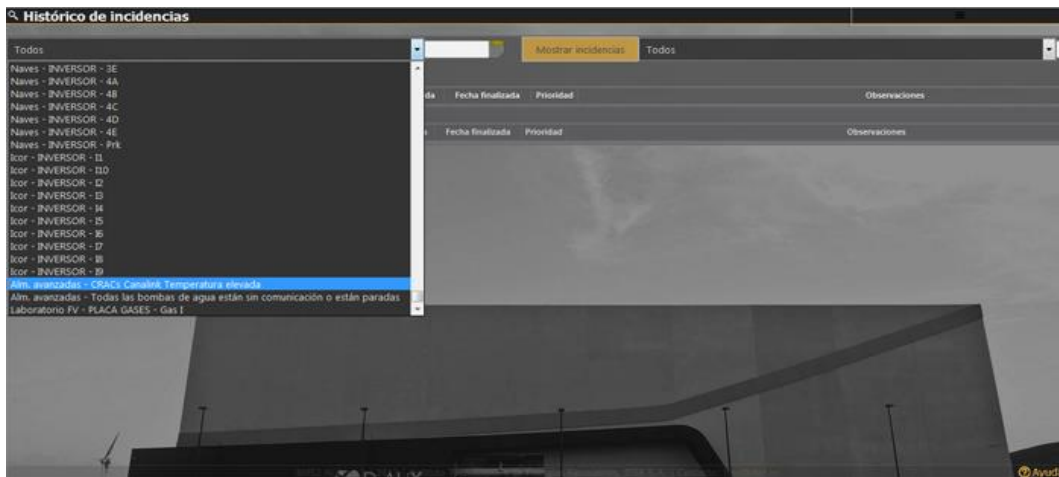 Histórico de incidencias
Todos
Mostrar incidencias
Todos
Naves - INVERSOR - 3E
Naves - INVERSOR - 4A
Naves - INVERSOR - 4B
Naves - INVERSOR - 4C
Naves - INVERSOR - 4D
Naves - INVERSOR - 4E
Naves - INVERSOR - Prk
Icor - INVERSOR - I1
Icor - INVERSOR - I10
Icor - INVERSOR - I2
Icor - INVERSOR - I3
Icor - INVERSOR - I4
Icor - INVERSOR - I5
Icor - INVERSOR - I6
Icor - INVERSOR - I7
Icor - INVERSOR - I8
Icor - INVERSOR - I9
Alm. avanzadas - CRACs Canalink Temperatura elevada
Alm. avanzadas - Todas las bombas de agua están sin comunicación o están paradas
Laboratorio FV - PLACA GASES - Gas I
da Fecha finalizada Prioridad Observaciones
Fecha finalizada Prioridad Observaciones
Ayud